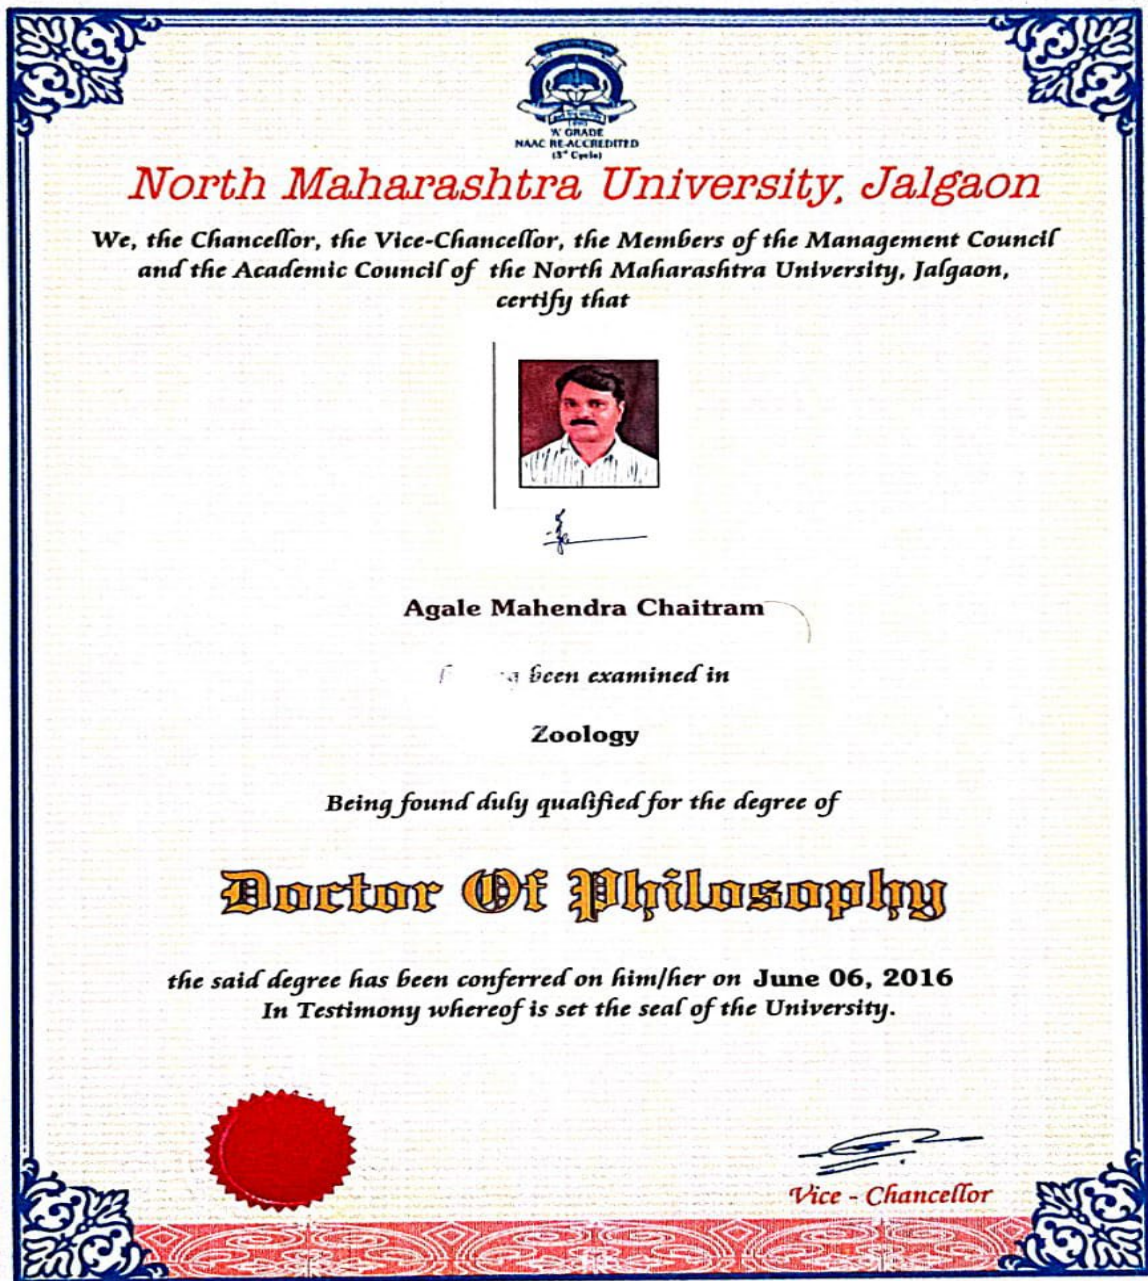 'A' GRADE
NAAC RE-ACCREDITED
(3rd Cycle)
North Maharashtra University, Jalgaon
We, the Chancellor, the Vice-Chancellor, the Members of the Management Council
and the Academic Council of the North Maharashtra University, Jalgaon,
certify that
Agale Mahendra Chaitram
been examined in
Zoology
Being found duly qualified for the degree of
Doctor Of Philosophy
the said degree has been conferred on him/her on June 06, 2016
In Testimony whereof is set the seal of the University.
Vice - Chancellor